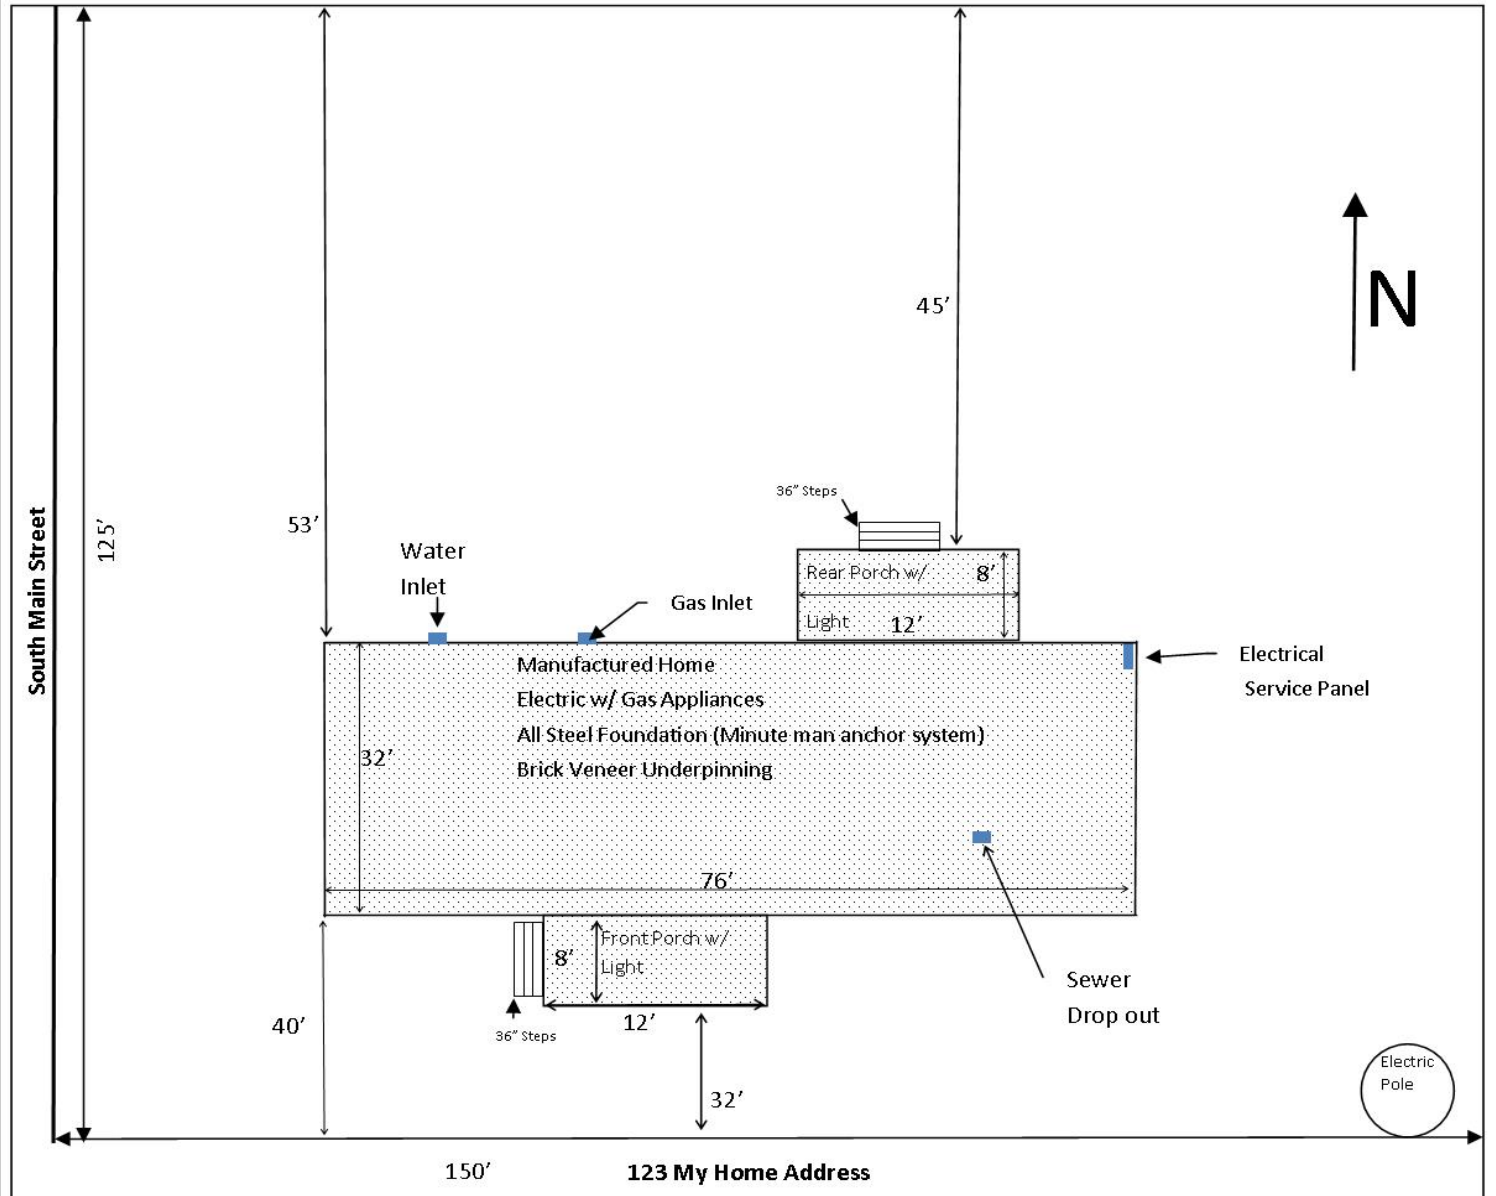 45’
N
36” Steps
53’
South Main Street
125’
Water
Inlet
Gas Inlet
Rear Porch w/
8’
Light
12’
Manufactured Home
Electric w/ Gas Appliances
All Steel Foundation (Minute man anchor system)
Brick Veneer Underpinning
Electrical
Service Panel
32’
76’
Front Porch w/
Light
8’
12’
36” Steps
40’
32’
Sewer
Drop out
Electric
Pole
150’
123 My Home Address